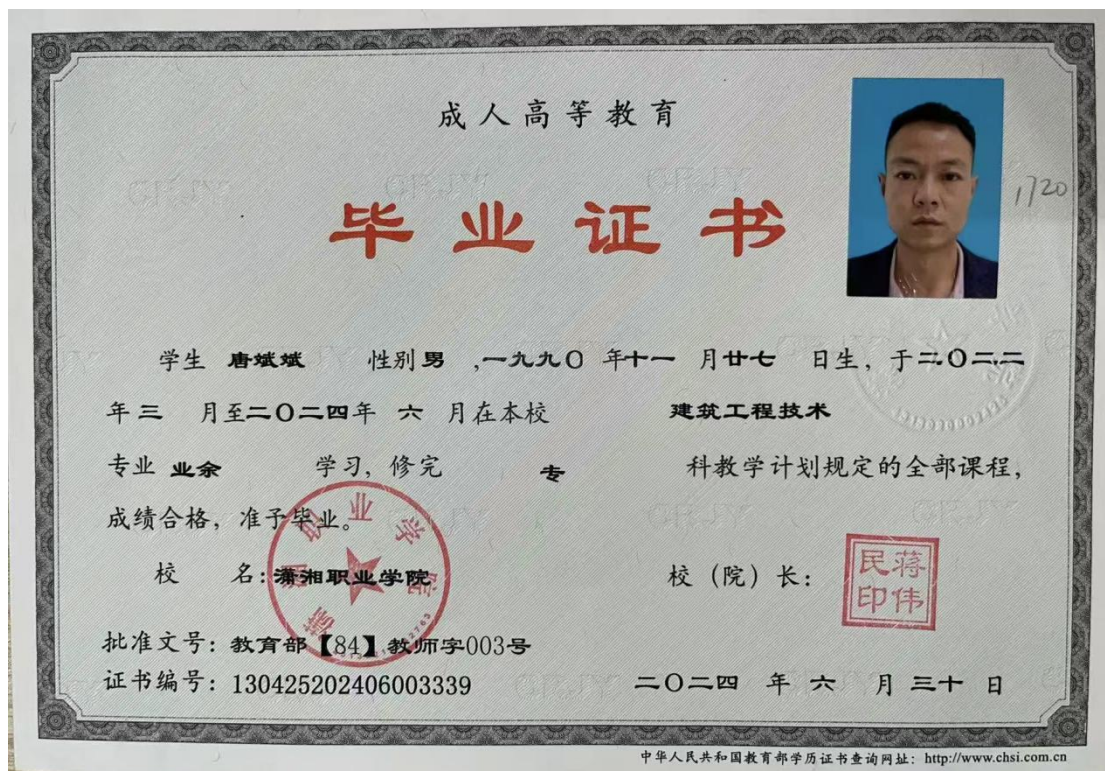 成人高等教育
毕业证书
1720
学生 唐斌斌 性别 男 ,一九九〇 年十一 月廿七 日生, 于二〇二二
年三 月至二〇二四年 六 月在本校 建筑工程技术
专业 业余 学习, 修完 专 科教学计划规定的全部课程,
成绩合格, 准予毕业。
潇湘职业学院
校 名: 潇湘职业学院 校 (院) 长:
蒋伟民印
批准文号: 教育部【84】教师字003号
证书编号: 130425202406003339 二〇二四 年 六 月 三十 日
中华人民共和国教育部学历证书查询网址: http://www.chsi.com.cn